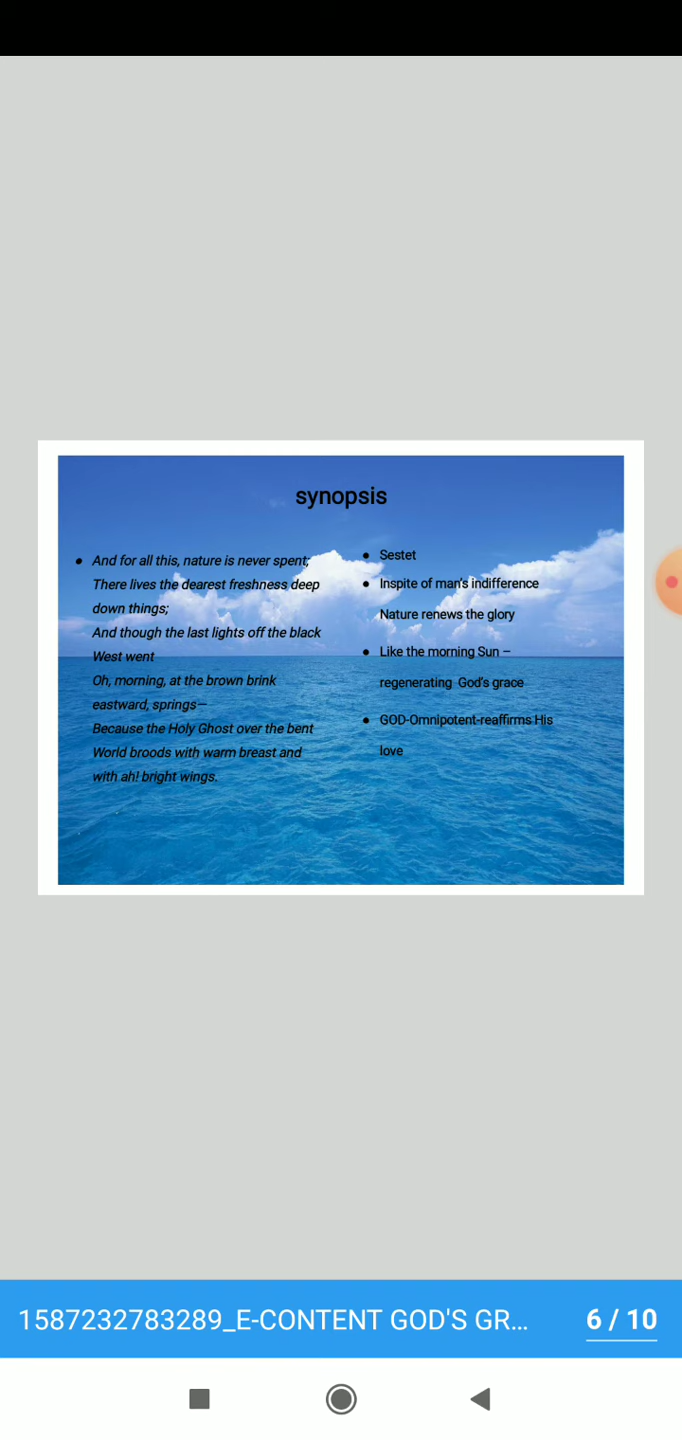 synopsis
● And for all this, nature is never spent;
There lives the dearest freshness deep
down things;
And though the last lights off the black
West went
Oh, morning, at the brown brink
eastward, springs—
Because the Holy Ghost over the bent
World broods with warm breast and
with ah! bright wings.
● Sestet
● Inspite of man's indifference
Nature renews the glory
● Like the morning Sun –
regenerating God's grace
● GOD-Omnipotent-reaffirms His
love
1587232783289_E-CONTENT GOD'S GR...
6 / 10